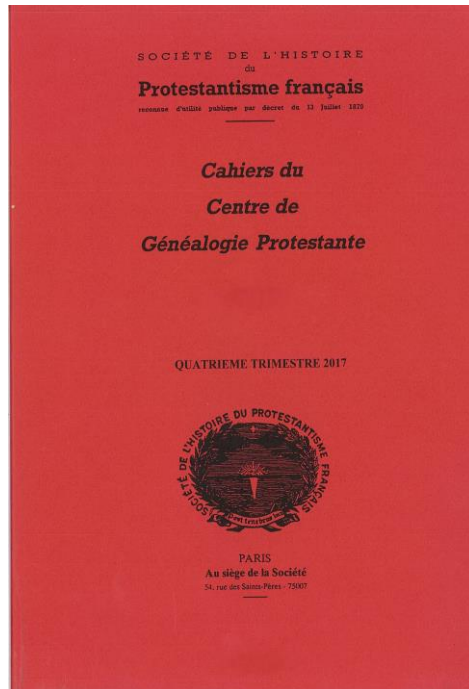 SOCIÉTÉ DE L'HISTOIRE
du
Protestantisme français
reconnue d'utilité publique par décret du 13 Juillet 1870
Cahiers du
Centre de
Généalogie Protestante
QUATRIEME TRIMESTRE 2017
SOCIÉTÉ DE L'HISTOIRE DU PROTESTANTISME FRANÇAIS
PARIS
Au siège de la Société
54, rue des Saints-Pères - 75007